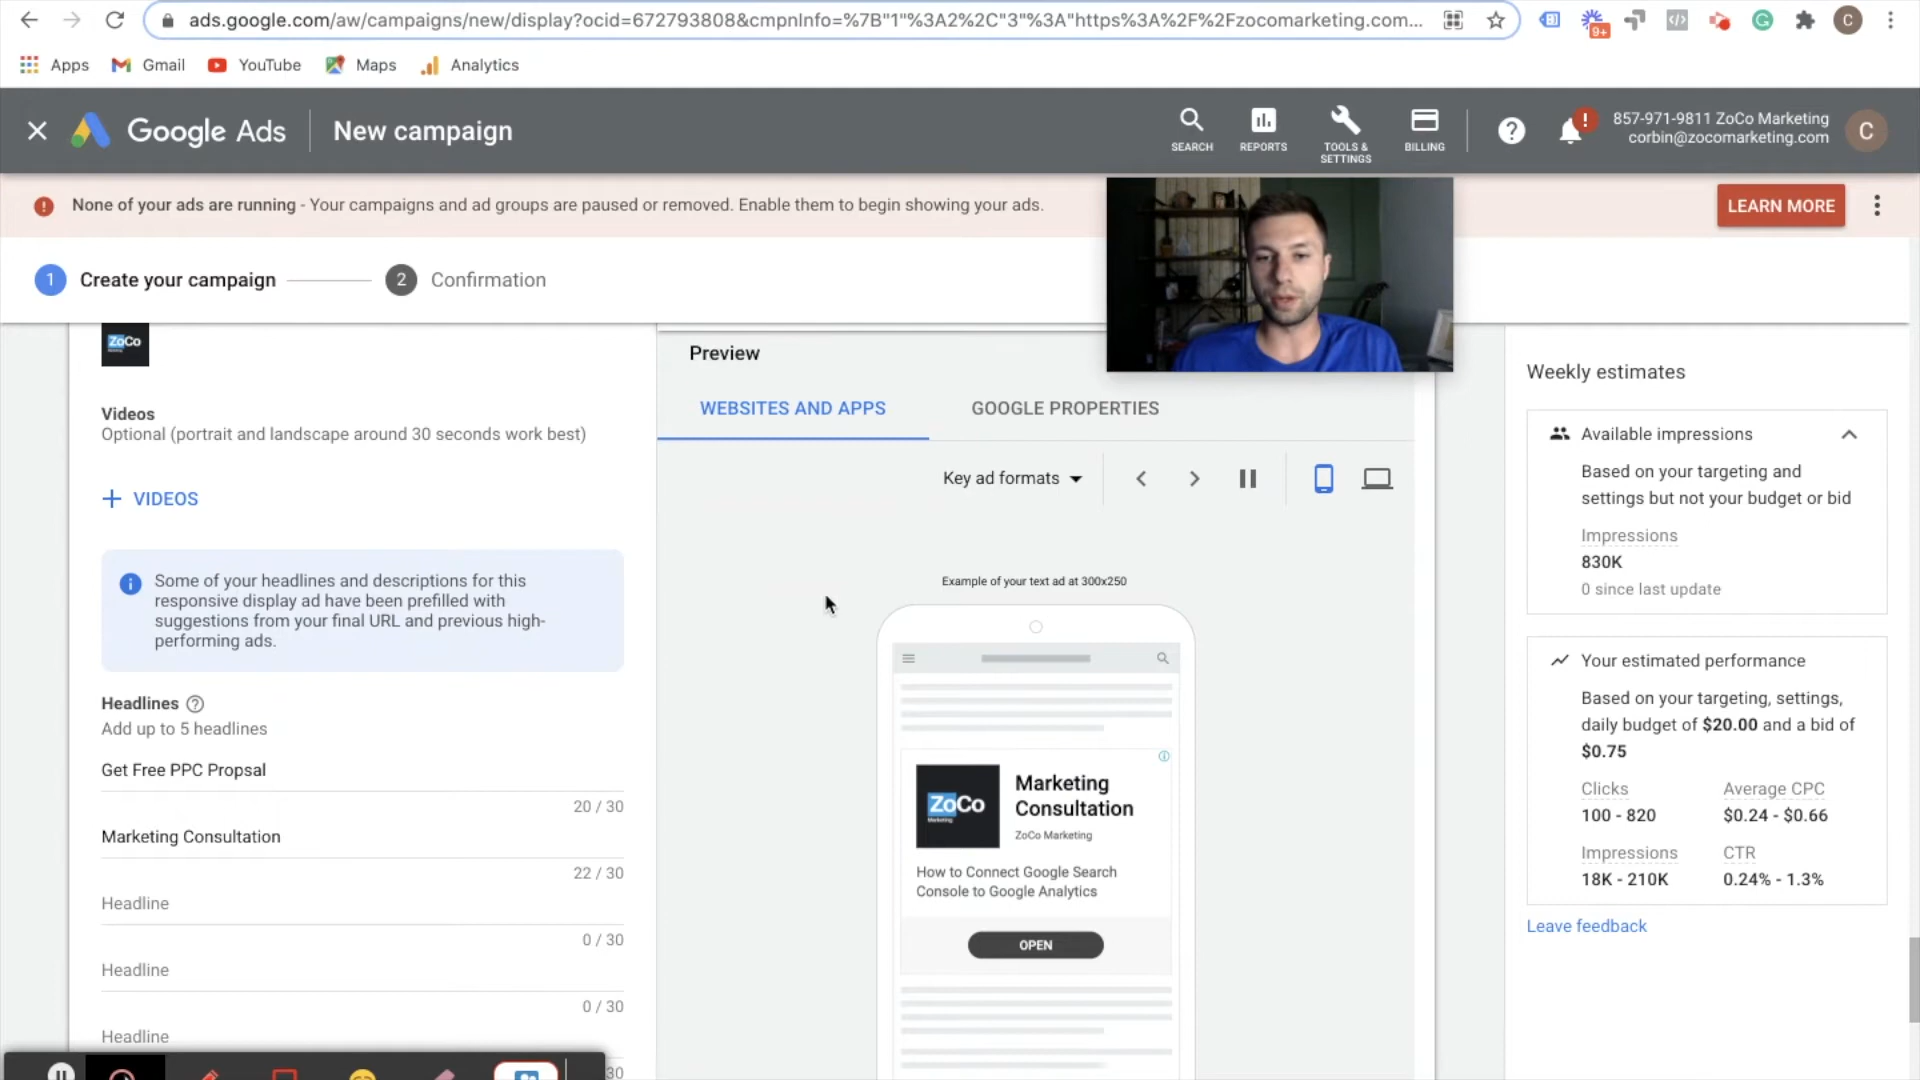 ads.google.com/aw/campaigns/new/display?ocid=672793808&cmpnInfo=%7B"1"%3A2%2C"3"%3A"https%3A%2F%2Fzocomarketing.com...
9+
C
Apps
Gmail
YouTube
Maps
Analytics
Google Ads
New campaign
SEARCH
REPORTS
TOOLS &
SETTINGS
BILLING
857-971-9811 ZoCo Marketing
corbin@zocomarketing.com
C
None of your ads are running - Your campaigns and ad groups are paused or removed. Enable them to begin showing your ads.
LEARN MORE
1
Create your campaign
2
Confirmation
ZoCo
Videos
Optional (portrait and landscape around 30 seconds work best)
VIDEOS
Some of your headlines and descriptions for this
responsive display ad have been prefilled with
suggestions from your final URL and previous high-
performing ads.
Headlines
Add up to 5 headlines
Get Free PPC Propsal
20 / 30
Marketing Consultation
22 / 30
Headline
0 / 30
Headline
0 / 30
Headline
30
Preview
WEBSITES AND APPS
GOOGLE PROPERTIES
Key ad formats
Example of your text ad at 300x250
ZoCo
Marketing
Marketing
Consultation
ZoCo Marketing
How to Connect Google Search
Console to Google Analytics
OPEN
Weekly estimates
Available impressions
Based on your targeting and
settings but not your budget or bid
Impressions
830K
0 since last update
Your estimated performance
Based on your targeting, settings,
daily budget of $20.00 and a bid of
$0.75
Clicks
Average CPC
100 - 820
$0.24 - $0.66
Impressions
CTR
18K - 210K
0.24% - 1.3%
Leave feedback